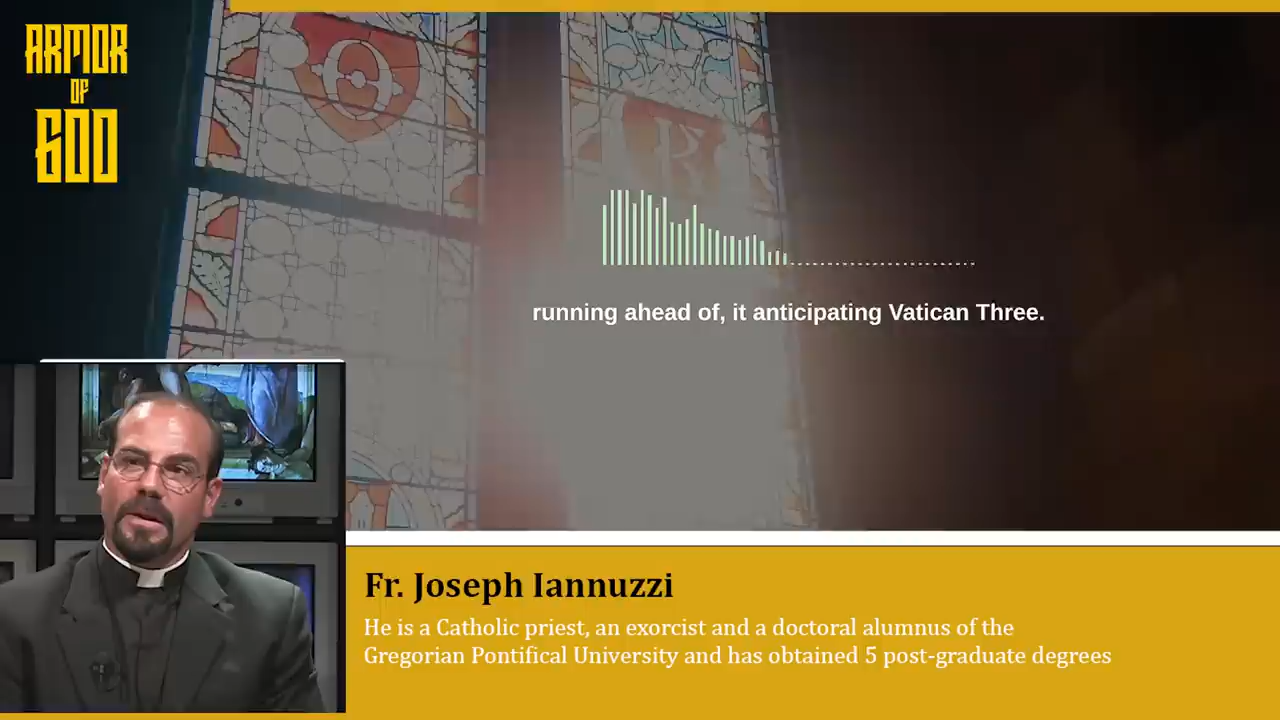 ARMOR
OF
GOD
running ahead of, it anticipating Vatican Three.
Fr. Joseph Iannuzzi
He is a Catholic priest, an exorcist and a doctoral alumnus of the
Gregorian Pontifical University and has obtained 5 post-graduate degrees